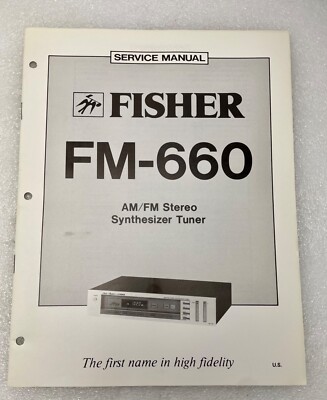 SERVICE MANUAL
FISHER
FM-660
AM/FM Stereo
Synthesizer Tuner
The first name in high fidelity
U.S.